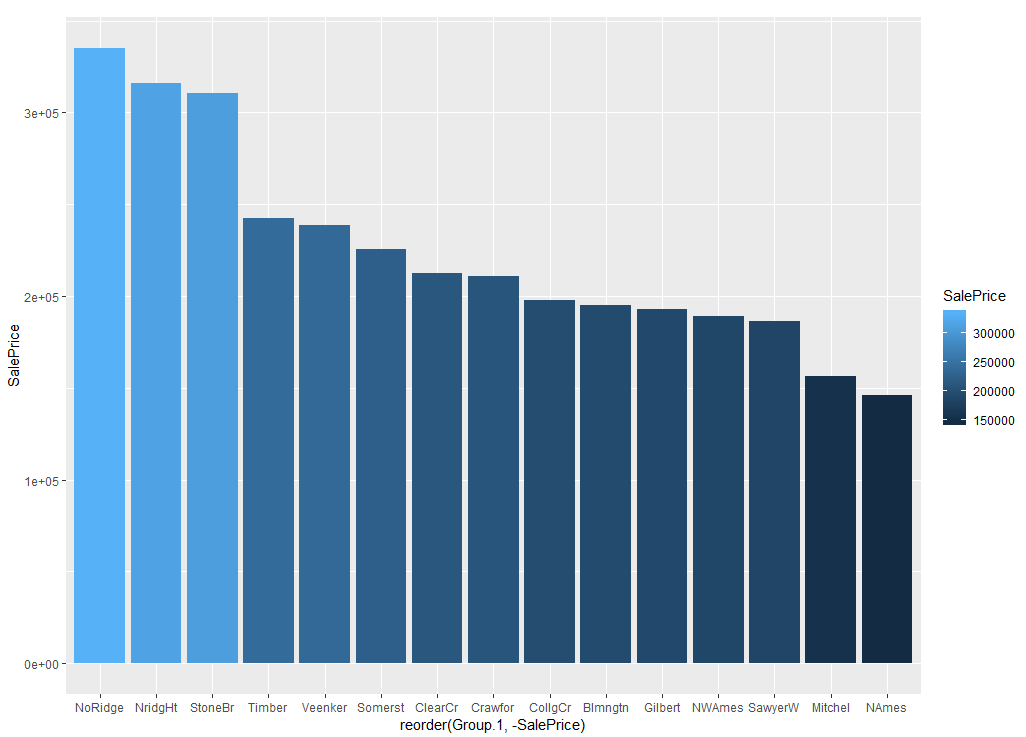 3e+05
2e+05
1e+05
0e+00
SalePrice
NoRidge NridgHt StoneBr Timber Veenker Somerst ClearCr Crawfor CollgCr Blmngtn Gilbert NWAmes SawyerW Mitchel NAmes
reorder(Group.1, -SalePrice)
SalePrice
300000
250000
200000
150000